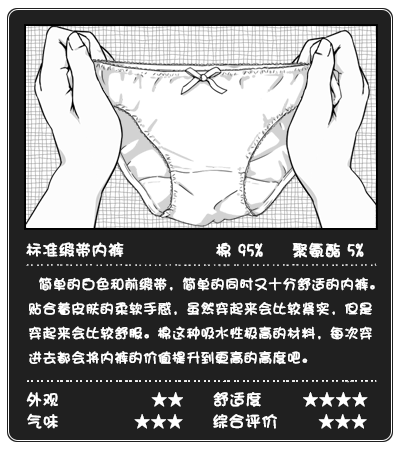 标准缎带内裤 棉 95% 聚氨酯 5%
简单的白色和前缎带，简单的同时又十分舒适的内裤。
贴合着皮肤的柔软手感，虽然穿起来会比较紧实，但是
穿起来会比较舒服。棉这种吸水性极高的材料，每次穿
进去都会将内裤的价值提升到更高的高度吧。
外观 ★★ 舒适度 ★★★★
气味 ★★★ 综合评价 ★★★